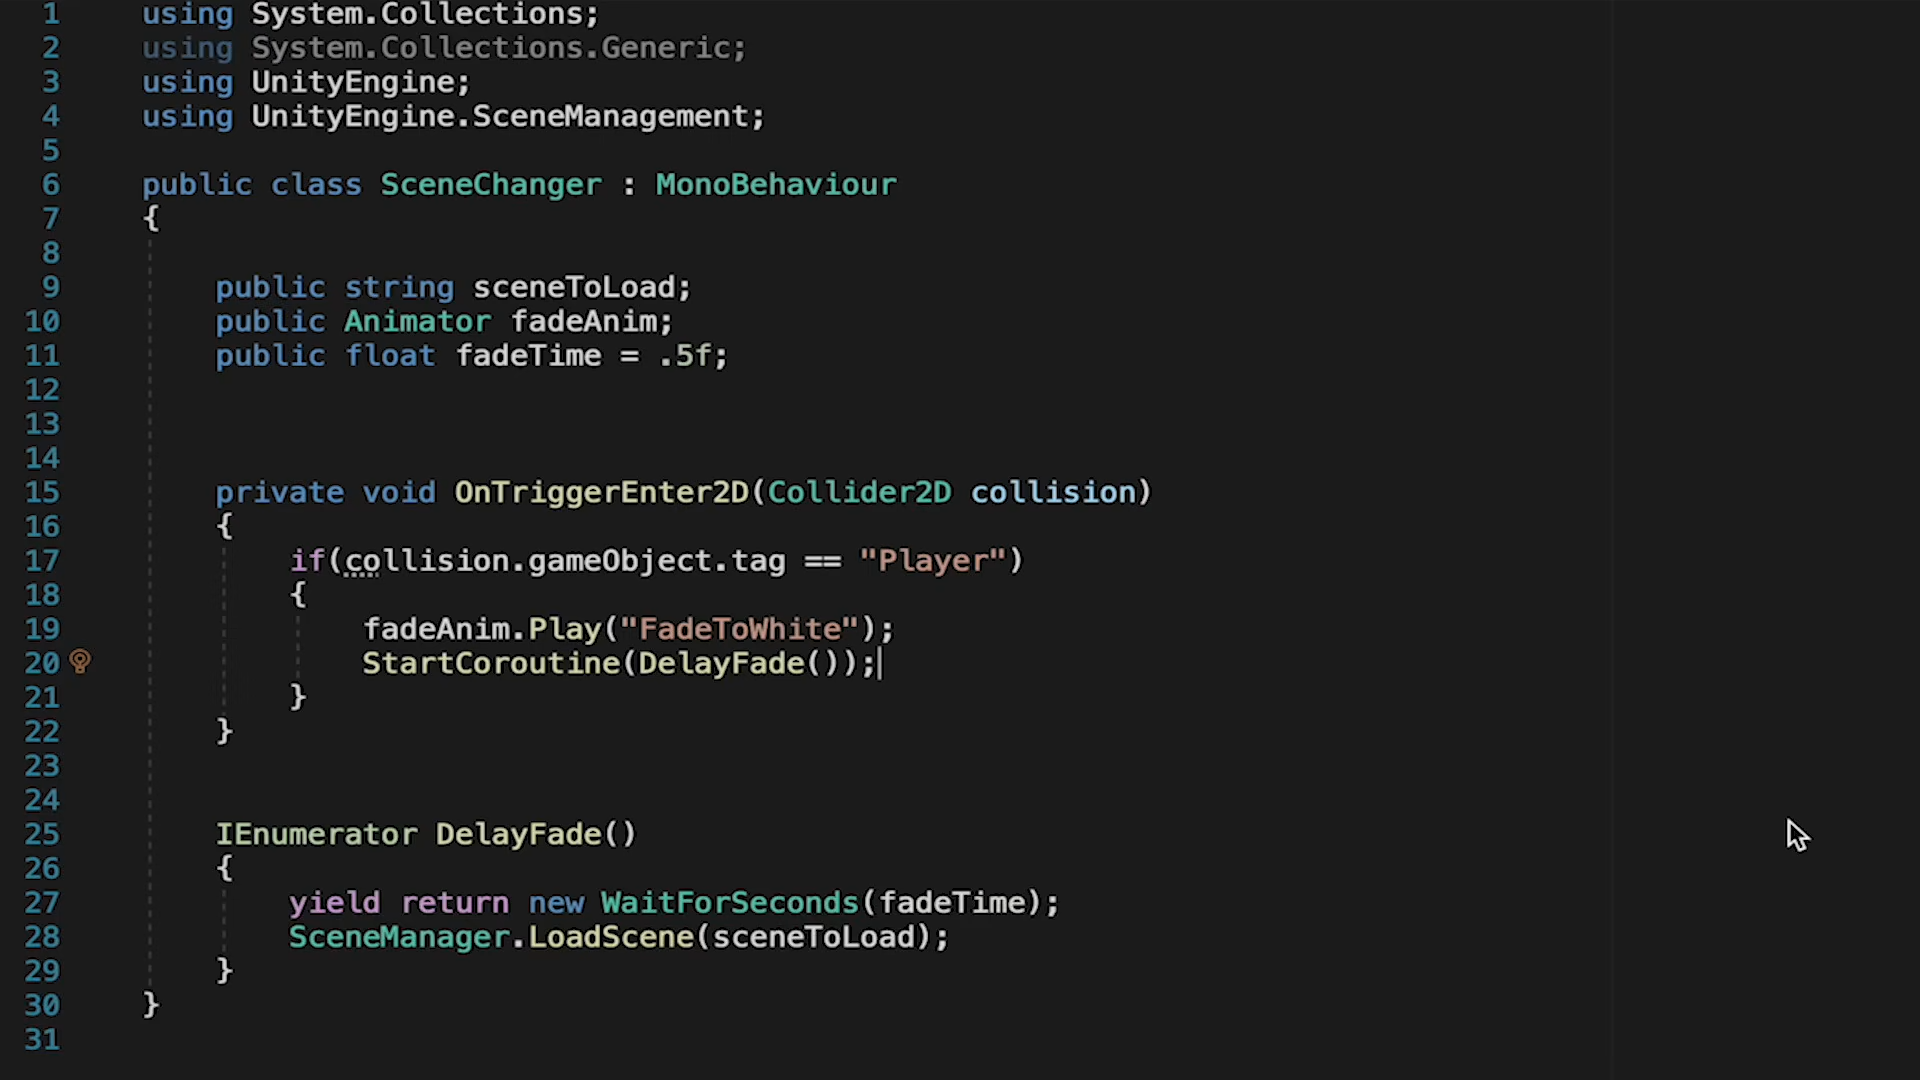 1 using System.Collections;
2 using System.Collections.Generic;
3 using UnityEngine;
4 using UnityEngine.SceneManagement;
5
6 public class SceneChanger : MonoBehaviour
7 {
8
9 public string sceneToLoad;
10 public Animator fadeAnim;
11 public float fadeTime = .5f;
12
13
14
15 private void OnTriggerEnter2D(Collider2D collision)
16 {
17 if(collision.gameObject.tag == "Player")
18 {
19 fadeAnim.Play("FadeToWhite");
20 StartCoroutine(DelayFade());
21 }
22 }
23
24
25 IEnumerator DelayFade()
26 {
27 yield return new WaitForSeconds(fadeTime);
28 SceneManager.LoadScene(sceneToLoad);
29 }
30 }
31